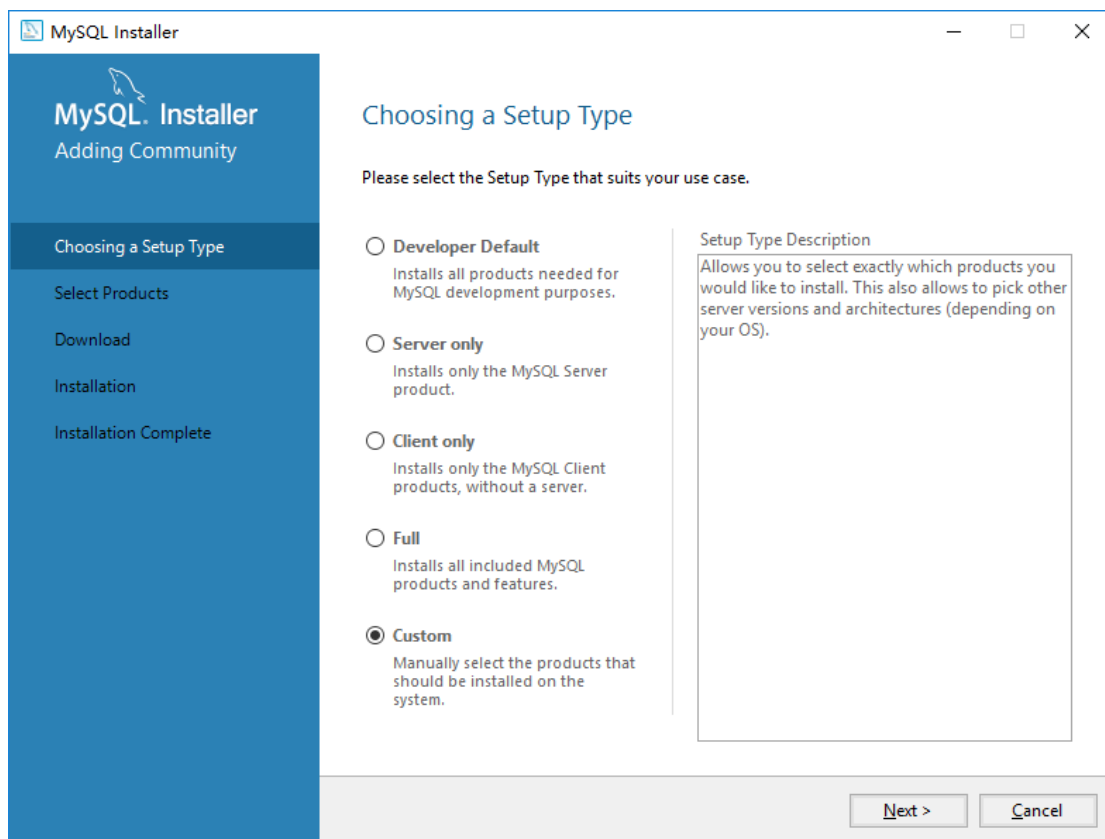 MySQL Installer
MySQL. Installer
Adding Community
Choosing a Setup Type
Select Products
Download
Installation
Installation Complete
Choosing a Setup Type
Please select the Setup Type that suits your use case.
Developer Default
Installs all products needed for
MySQL development purposes.
Server only
Installs only the MySQL Server
product.
Client only
Installs only the MySQL Client
products, without a server.
Full
Installs all included MySQL
products and features.
Custom
Manually select the products that
should be installed on the
system.
Setup Type Description
Allows you to select exactly which products you
would like to install. This also allows to pick other
server versions and architectures (depending on
your OS).
Next >
Cancel